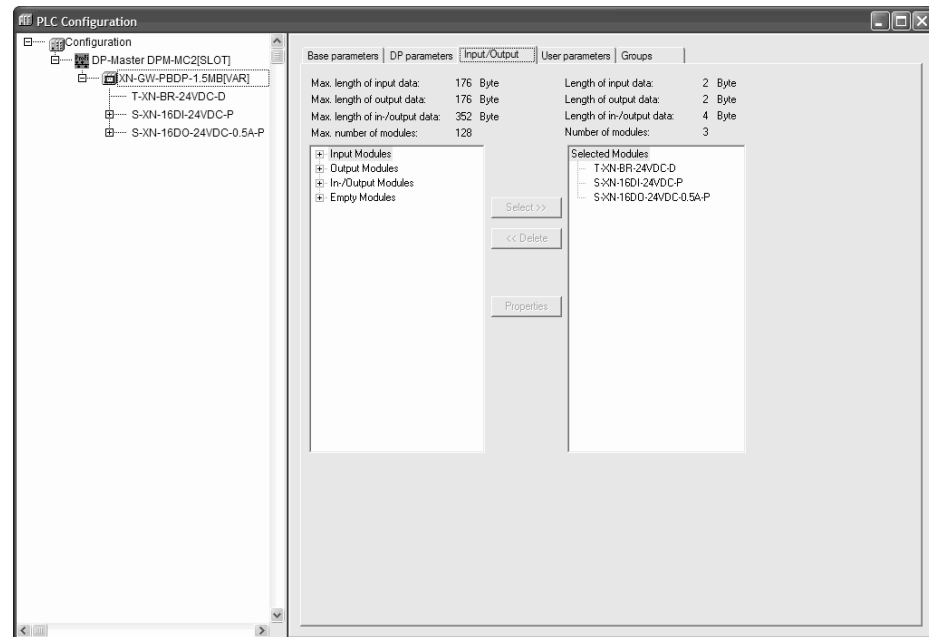 PLC Configuration
Configuration
DP-Master DPM-MC2[SLOT]
XN-GW-PBDP-1.5MB[VAR]
T-XN-BR-24VDC-D
S-XN-16DI-24VDC-P
S-XN-16DO-24VDC-0.5A-P
Base parameters DP parameters Input/Output User parameters Groups
Max. length of input data: 176 Byte
Max. length of output data: 176 Byte
Max. length of in-/output data: 352 Byte
Max. number of modules: 128
Length of input data: 2 Byte
Length of output data: 2 Byte
Length of in-/output data: 4 Byte
Number of modules: 3
Input Modules
Output Modules
In-/Output Modules
Empty Modules
Select >>
<< Delete
Properties
Selected Modules
T-XN-BR-24VDC-D
S-XN-16DI-24VDC-P
S-XN-16DO-24VDC-0.5A-P